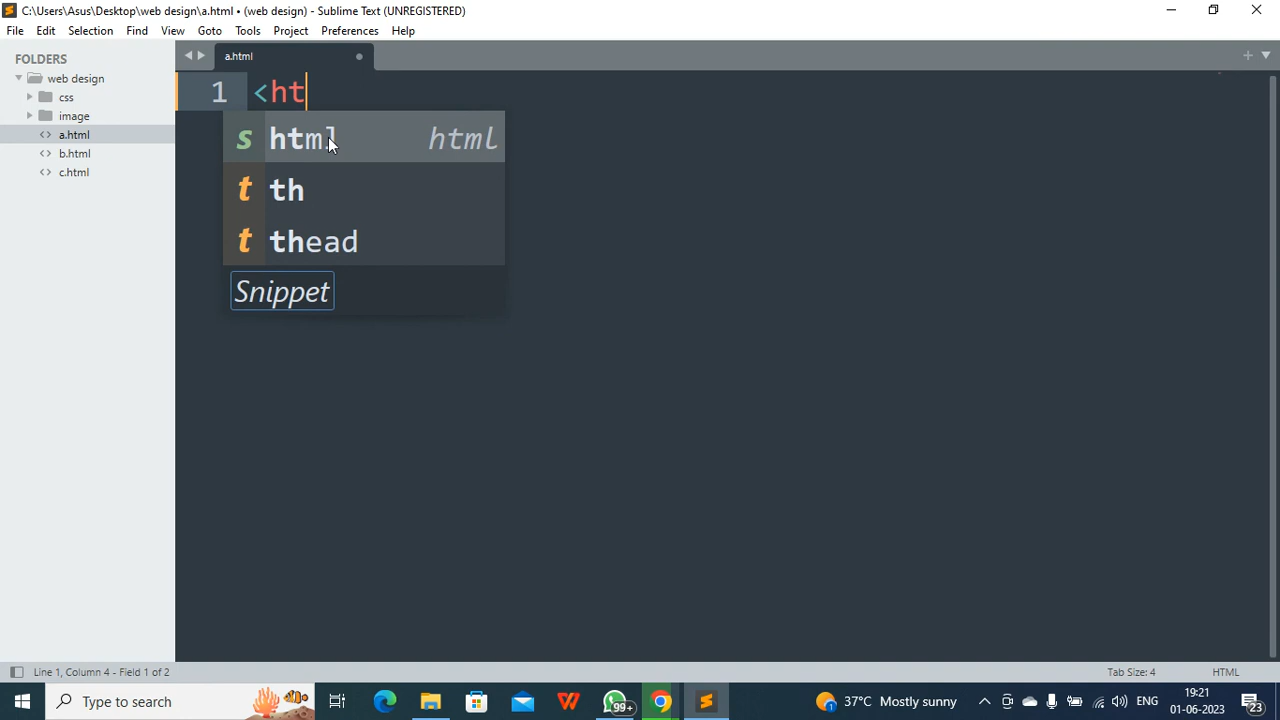 C:\Users\Asus\Desktop\web design\a.html • (web design) - Sublime Text (UNREGISTERED)
File Edit Selection Find View Goto Tools Project Preferences Help
FOLDERS
web design
css
image
a.html
b.html
c.html
a.html
1 <ht
s html html
t th
t thead
Snippet
Line 1, Column 4 - Field 1 of 2
Tab Size: 4
HTML
Type to search
99+
1
37°C Mostly sunny
ENG
19:21
01-06-2023
23